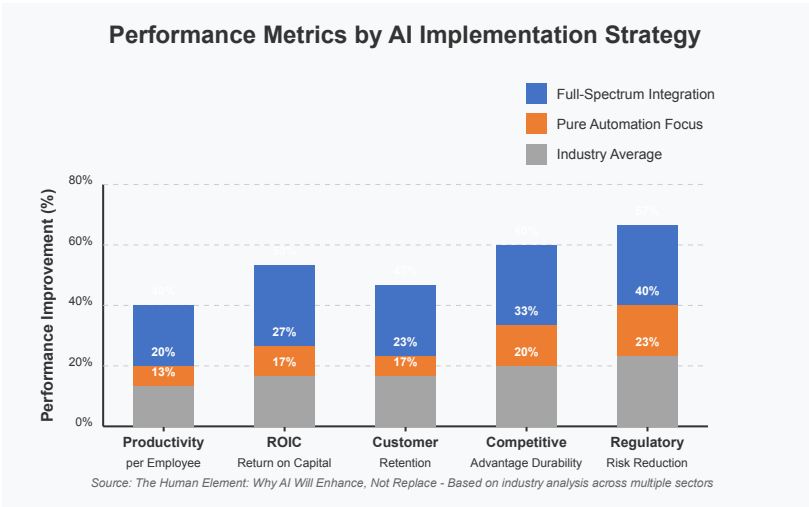 Performance Metrics by AI Implementation Strategy
Full-Spectrum Integration
Pure Automation Focus
Industry Average
Performance Improvement (%)
80%
60%
40%
20%
0%
20%
13%
27%
17%
23%
17%
33%
20%
40%
23%
Productivity
per Employee
ROIC
Return on Capital
Customer
Retention
Competitive
Advantage Durability
Regulatory
Risk Reduction
Source: The Human Element: Why AI Will Enhance, Not Replace - Based on industry analysis across multiple sectors